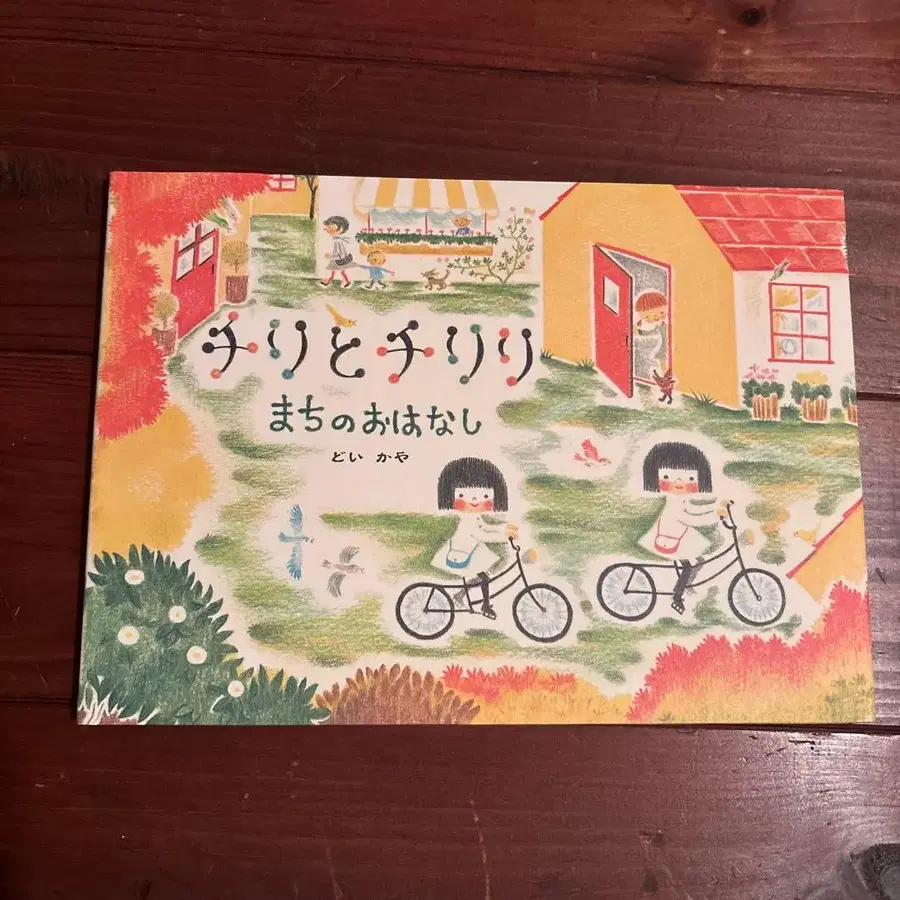 チリとチリリ
まちのおはなし
どい かや